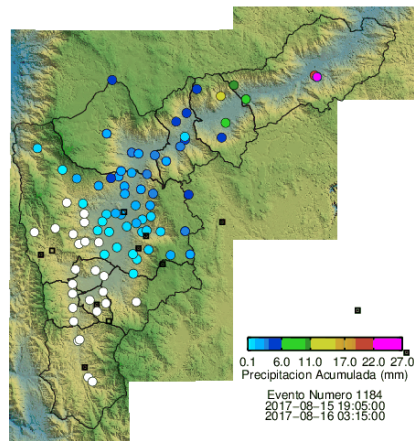 0.1 6.0 11.0 17.0 22.0 27.0
Precipitacion Acumulada (mm)
Evento Numero 1184
2017-08-15 19:05:00
2017-08-16 03:15:00